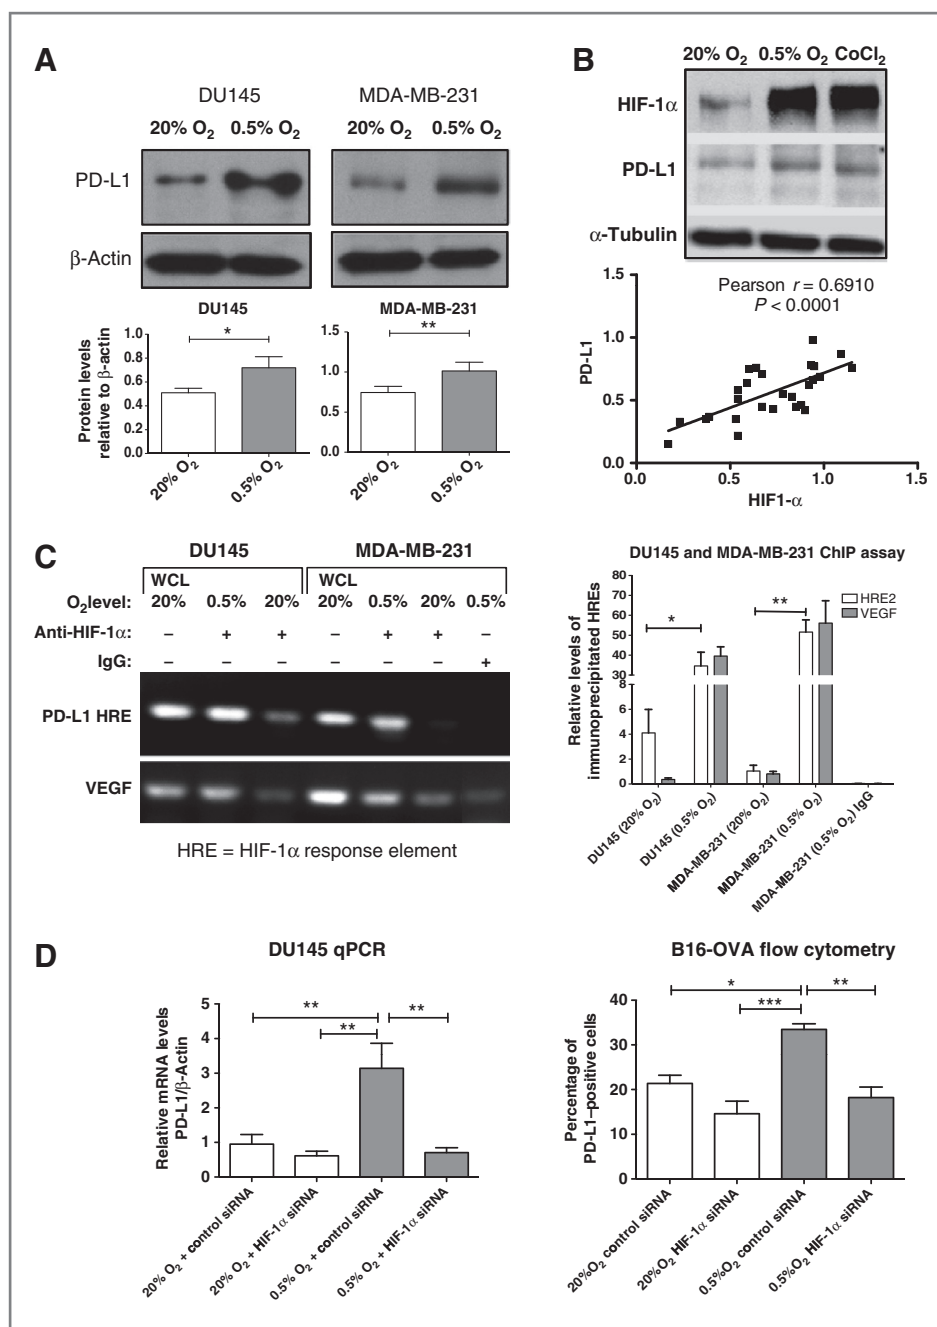 A
DU145 MDA-MB-231
20% O2 0.5% O2 20% O2 0.5% O2
PD-L1
β-Actin
DU145
*
1.0
0.8
0.6
0.4
0.2
0.0
Protein levels
relative to β-actin
20% O2
0.5% O2
MDA-MB-231
**
1.5
1.0
0.5
0.0
20% O2
0.5% O2
B
20% O2 0.5% O2 CoCl2
HIF-1α
PD-L1
α-Tubulin
Pearson r = 0.6910
P < 0.0001
1.5
1.0
0.5
0.0
PD-L1
0.0 0.5 1.0 1.5
HIF1-α
C
DU145 MDA-MB-231
WCL WCL
O2level: 20% 0.5% 20% 20% 0.5% 20% 0.5%
Anti-HIF-1α: – + + – + + –
IgG: – – – – – – +
PD-L1 HRE
VEGF
HRE = HIF-1α response element
DU145 and MDA-MB-231 ChIP assay
HRE2
VEGF
* **
80
70
60
50
40
30
8
6
4
2
0
Relative levels of
immunoprecipitated HREs
DU145 (20% O2)
DU145 (0.5% O2)
MDA-MB-231 (20% O2)
MDA-MB-231 (0.5% O2)
MDA-MB-231 (0.5% O2) IgG
D
DU145 qPCR
** **
**
5
4
3
2
1
0
Relative mRNA levels
PD-L1/β-Actin
20% O2 + control siRNA
20% O2 + HIF-1α siRNA
0.5% O2 + control siRNA
0.5% O2 + HIF-1α siRNA
B16-OVA flow cytometry
* **
***
40
30
20
10
0
Percentage of
PD-L1–positive cells
20%O2 control siRNA
20%O2 HIF-1α siRNA
0.5%O2 control siRNA
0.5%O2 HIF-1α siRNA